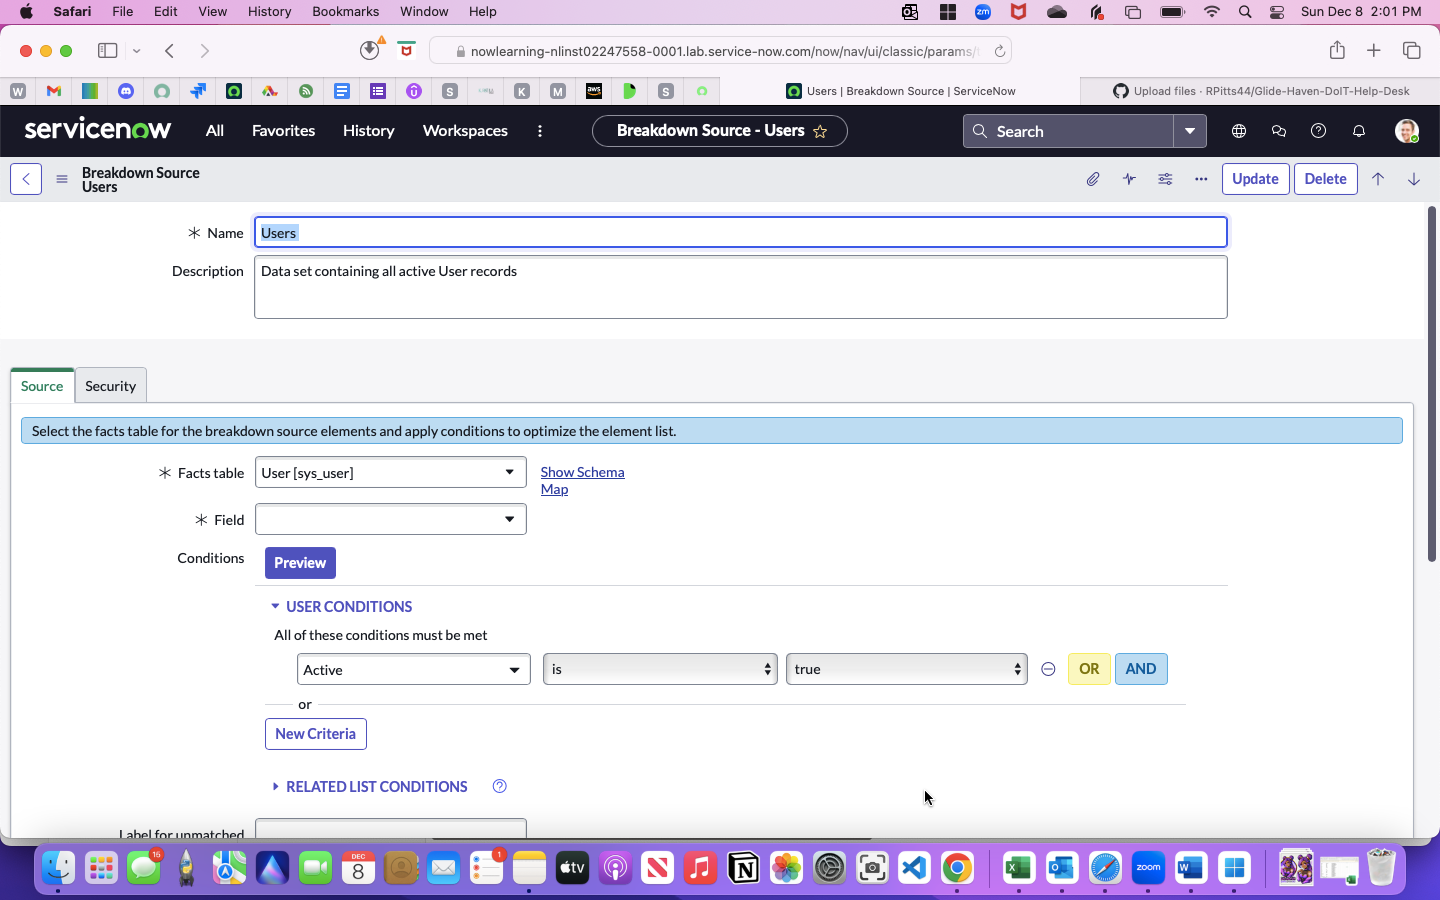 Safari File Edit View History Bookmarks Window Help zm Sun Dec 8 2:01 PM
nowlearning-nlinst02247558-0001.lab.service-now.com/now/nav/ui/classic/params/
Users | Breakdown Source | ServiceNow
Upload files · RPitts44/Glide-Haven-DoIT-Help-Desk
servicenow All Favorites History Workspaces Breakdown Source - Users Search
Breakdown Source
Users
Update Delete
Name Users
Description Data set containing all active User records
Source Security
Select the facts table for the breakdown source elements and apply conditions to optimize the element list.
Facts table User [sys_user] Show Schema
Map
Field
Conditions Preview
USER CONDITIONS
All of these conditions must be met
Active is true OR AND
or
New Criteria
RELATED LIST CONDITIONS
Label for unmatched
15 DEC 8 1 tv zoom